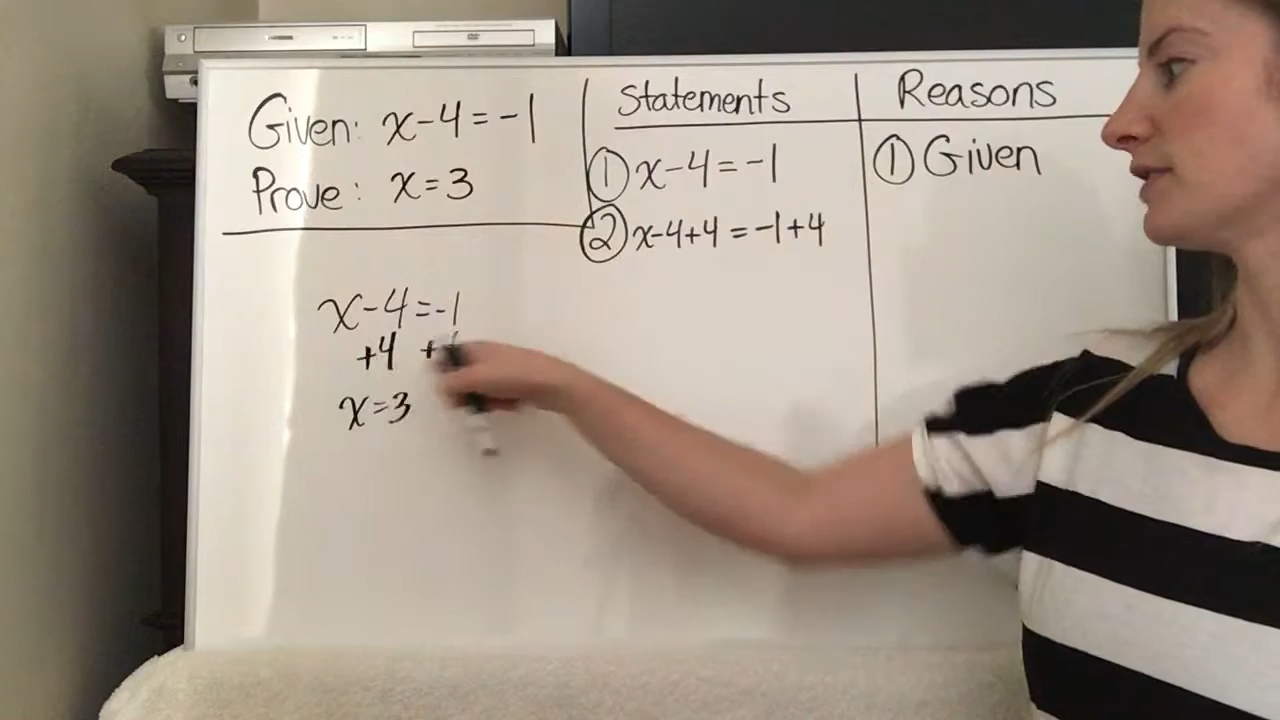 Given: x-4=-1
Prove: x=3
x-4=-1
+4 +
x=3
Statements
① x-4=-1
② x-4+4=-1+4
Reasons
① Given